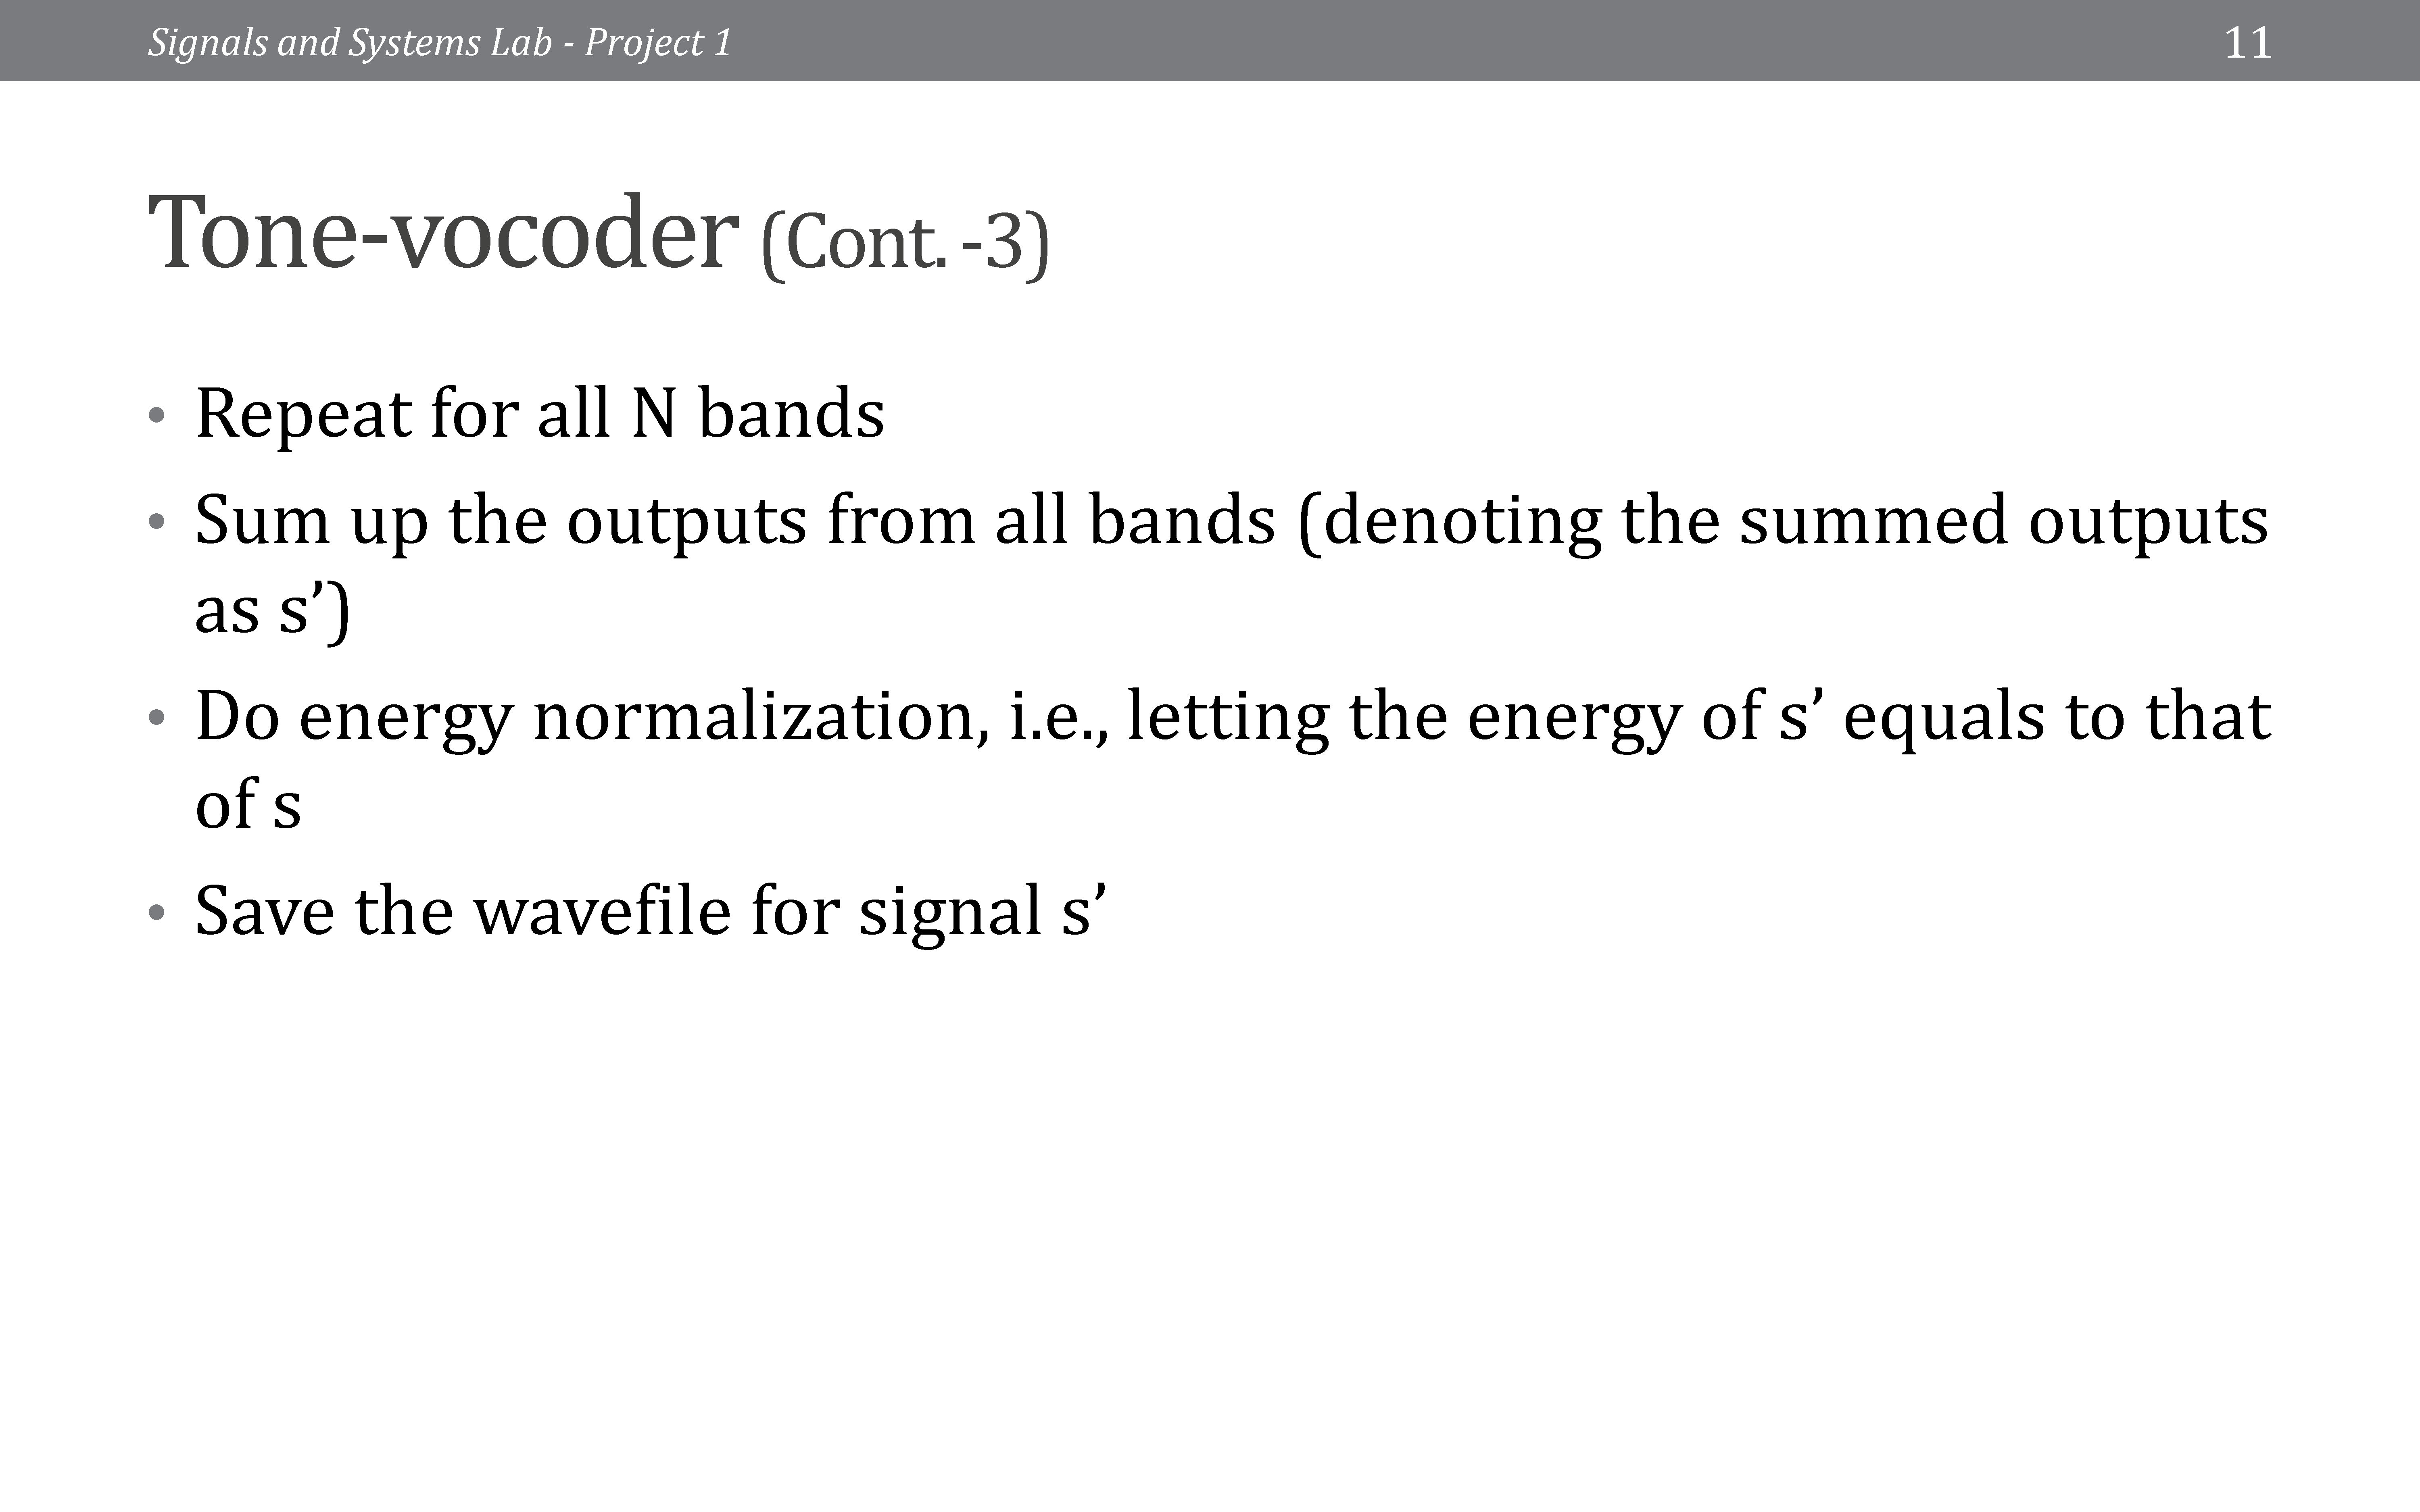 Signals and Systems Lab - Project 1
11
Tone-vocoder (Cont. -3)
• Repeat for all N bands
• Sum up the outputs from all bands (denoting the summed outputs
as s’)
• Do energy normalization, i.e., letting the energy of s’ equals to that
of s
• Save the wavefile for signal s’